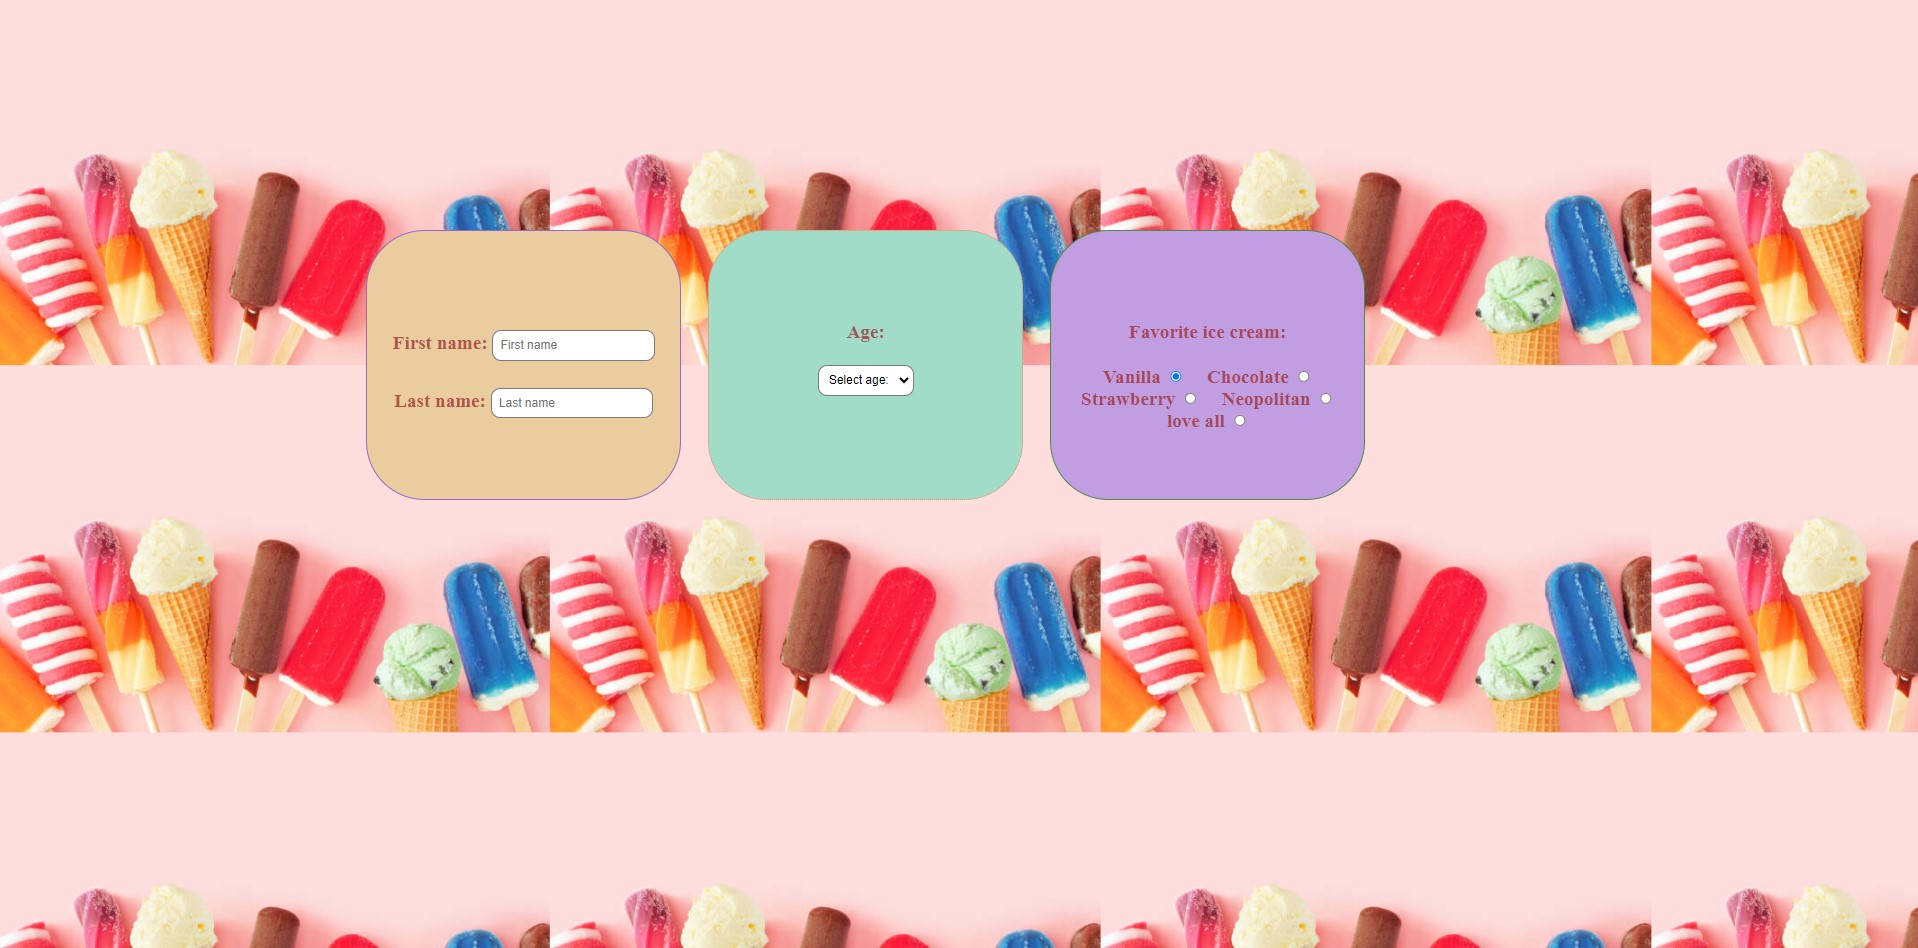 First name: First name
Last name: Last name
Age:
Select age:
Favorite ice cream:
Vanilla Chocolate
Strawberry Neopolitan
love all